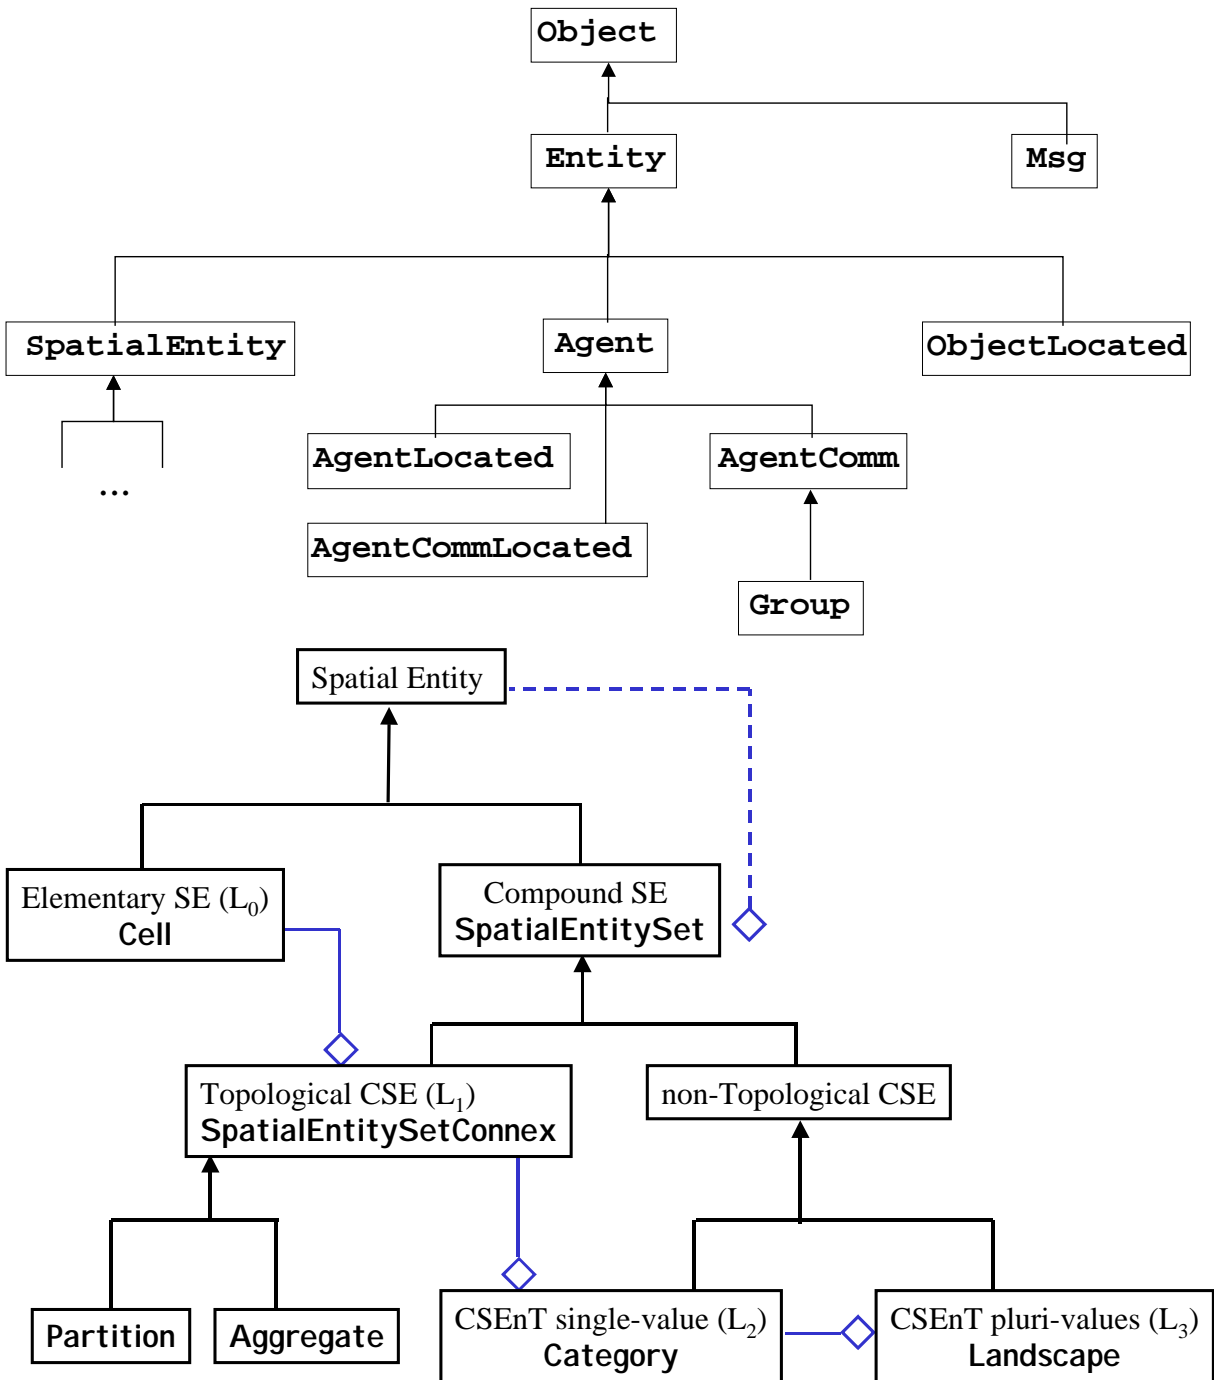 Object
Entity
Msg
SpatialEntity
Agent
ObjectLocated
...
AgentLocated
AgentComm
AgentCommLocated
Group
Spatial Entity
Elementary SE (L₀)
Cell
Compound SE
SpatialEntitySet
Topological CSE (L₁)
SpatialEntitySetConnex
non-Topological CSE
Partition
Aggregate
CSEnT single-value (L₂)
Category
CSEnT pluri-values (L₃)
Landscape